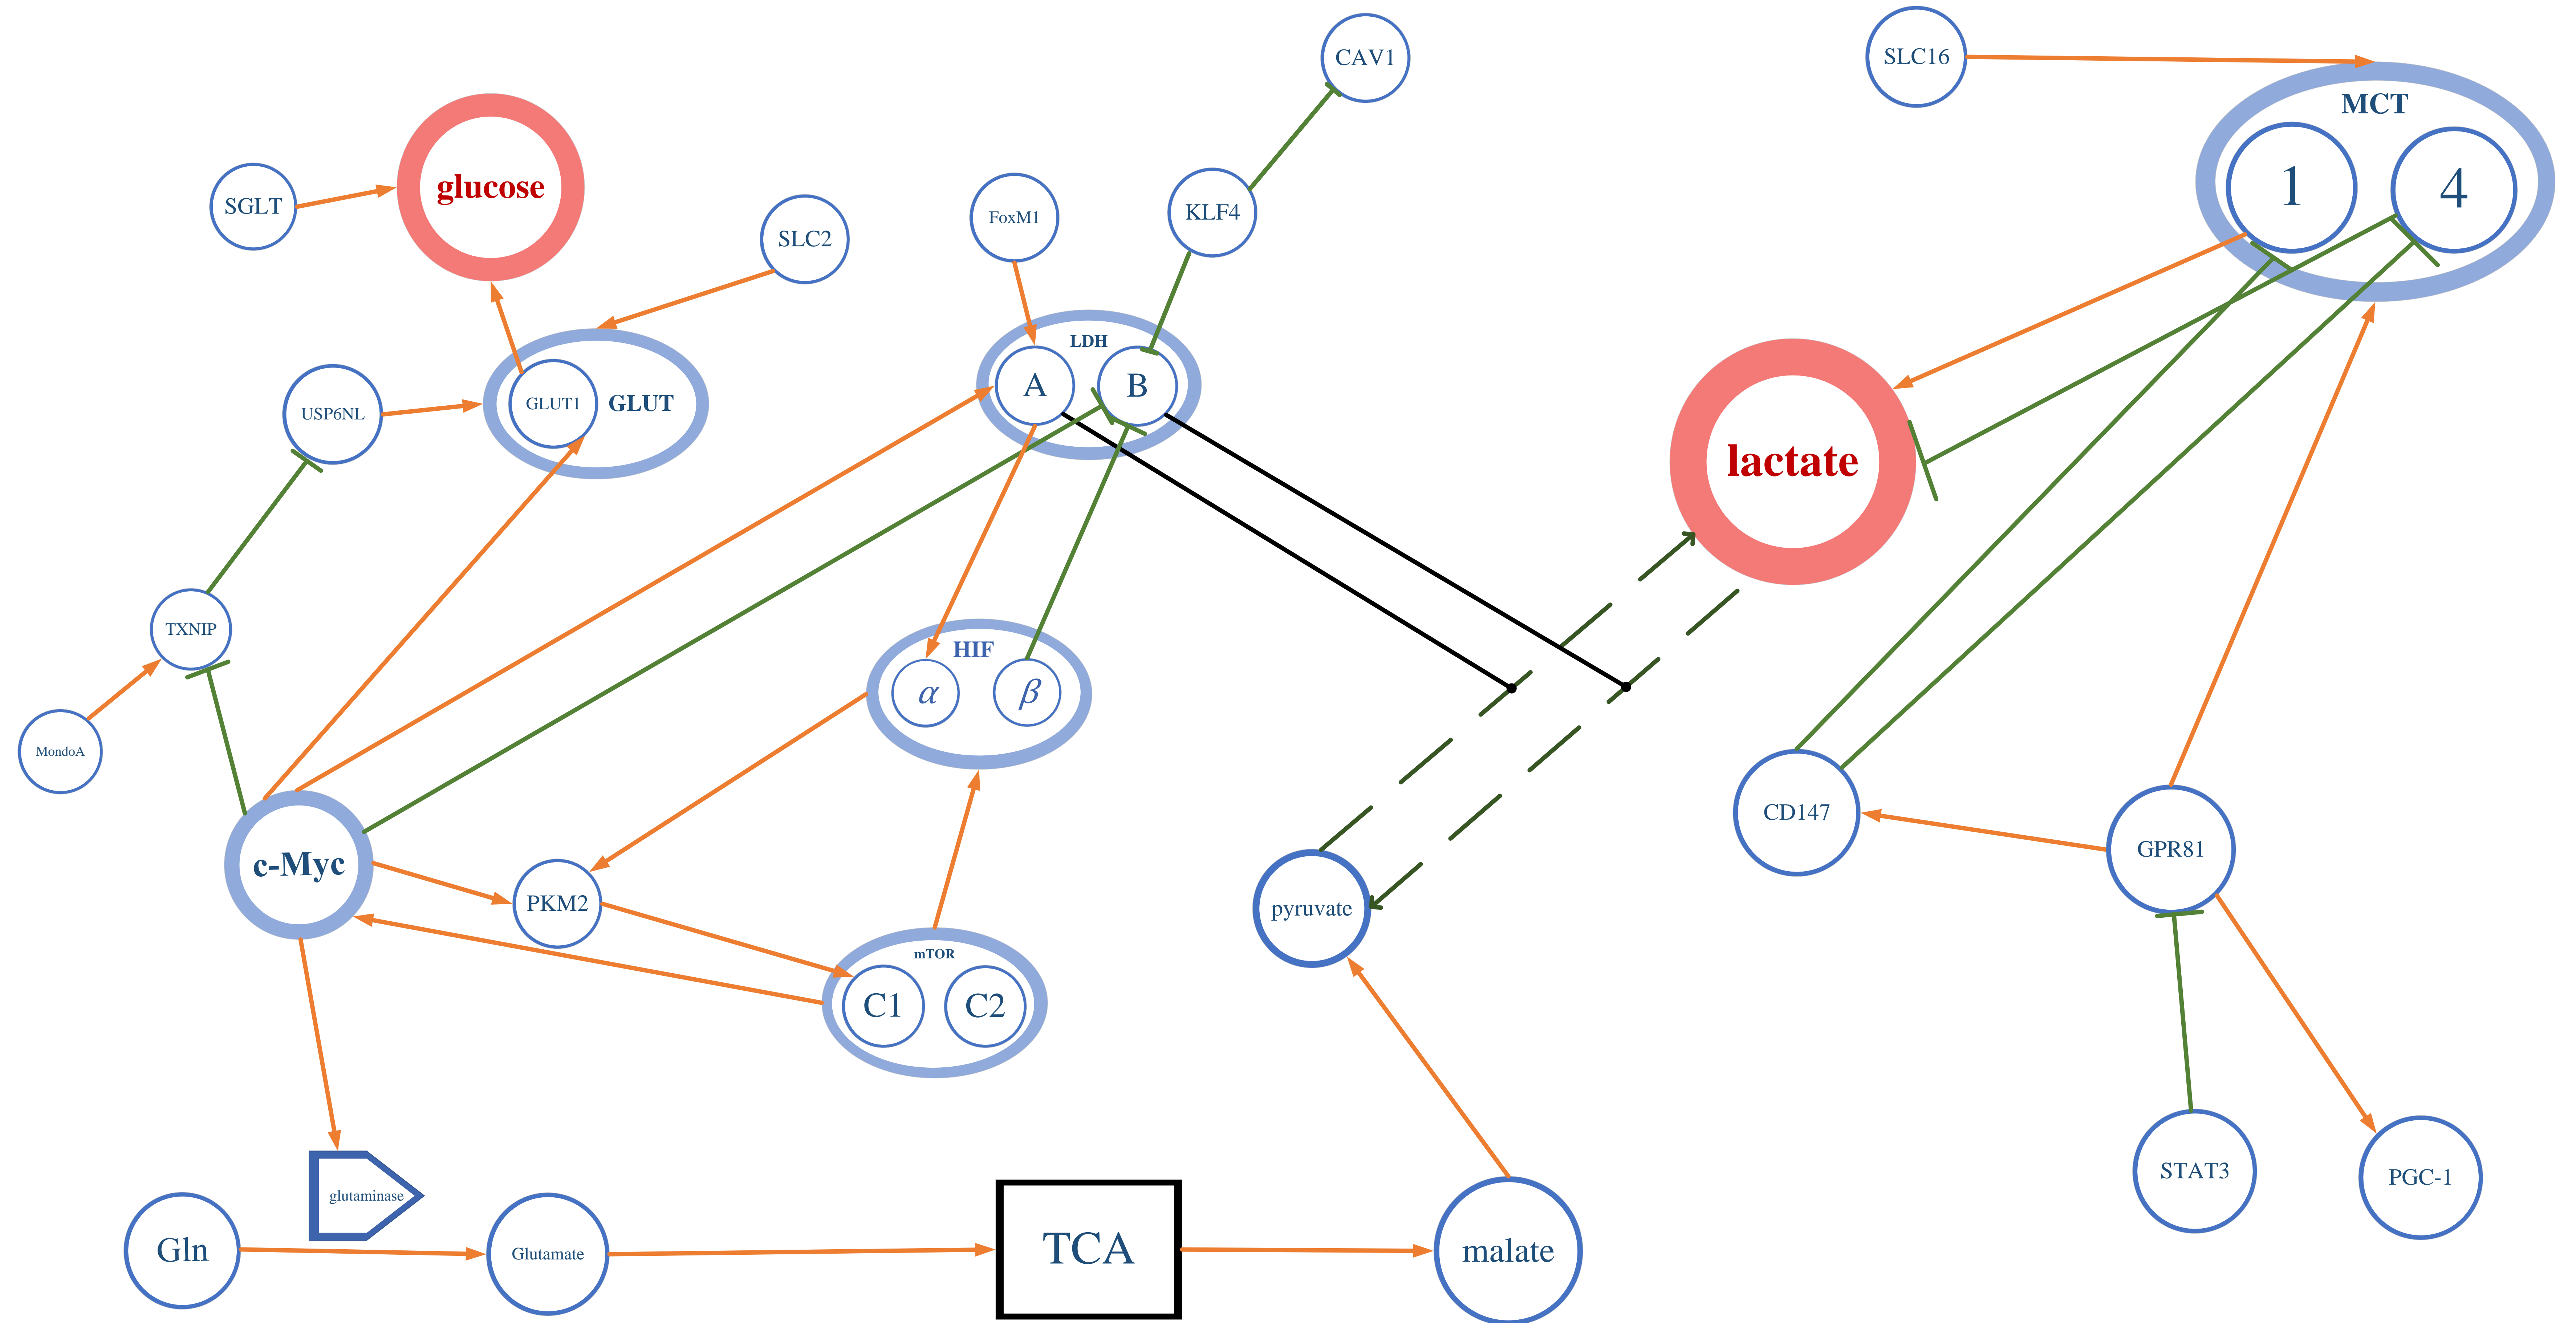 CAV1
SLC16
MCT
1
4
glucose
SGLT
SLC2
FoxM1
KLF4
LDH
A
B
USP6NL
GLUT1
GLUT
lactate
TXNIP
HIF
α
β
MondoA
c-Myc
PKM2
mTOR
C1
C2
pyruvate
CD147
GPR81
glutaminase
Gln
Glutamate
TCA
malate
STAT3
PGC-1